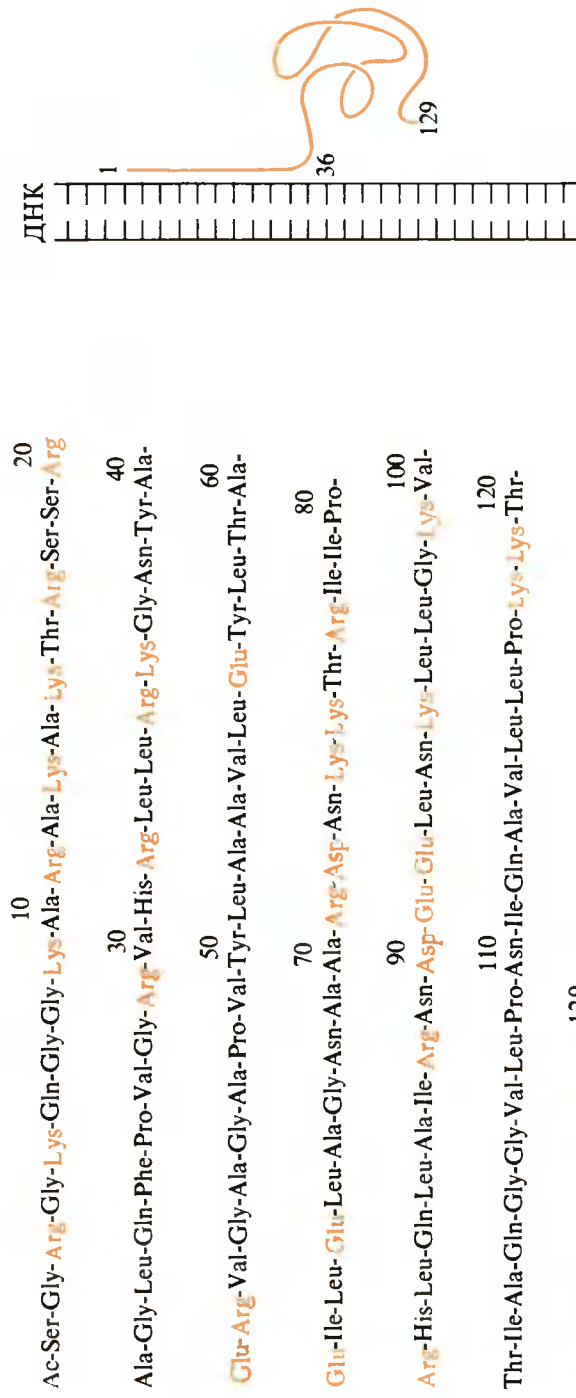 10 20
Ac-Ser-Gly-Arg-Gly-Lys-Gln-Gly-Gly-Lys-Ala-Arg-Ala-Lys-Ala-Lys-Thr-Arg-Ser-Ser-Arg
30 40
Ala-Gly-Leu-Gln-Phe-Pro-Val-Gly-Arg-Val-His-Arg-Leu-Leu-Arg-Lys-Gly-Asn-Tyr-Ala-
50 60
Glu-Arg-Val-Gly-Ala-Gly-Ala-Pro-Val-Tyr-Leu-Ala-Ala-Val-Leu-Glu-Tyr-Leu-Thr-Ala-
70 80
Glu-Ile-Leu-Glu-Leu-Ala-Gly-Asn-Ala-Ala-Arg-Asp-Asn-Lys-Lys-Thr-Arg-Ile-Ile-Pro-
90 100
Arg-His-Leu-Gln-Leu-Ala-Ile-Arg-Asn-Asp-Glu-Glu-Leu-Asn-Lys-Leu-Leu-Gly-Lys-Val-
110 120
Thr-Ile-Ala-Gln-Gly-Gly-Val-Leu-Pro-Asn-Ile-Gln-Ala-Val-Leu-Leu-Pro-Lys-Lys-Thr-
ДНК
1
36
129